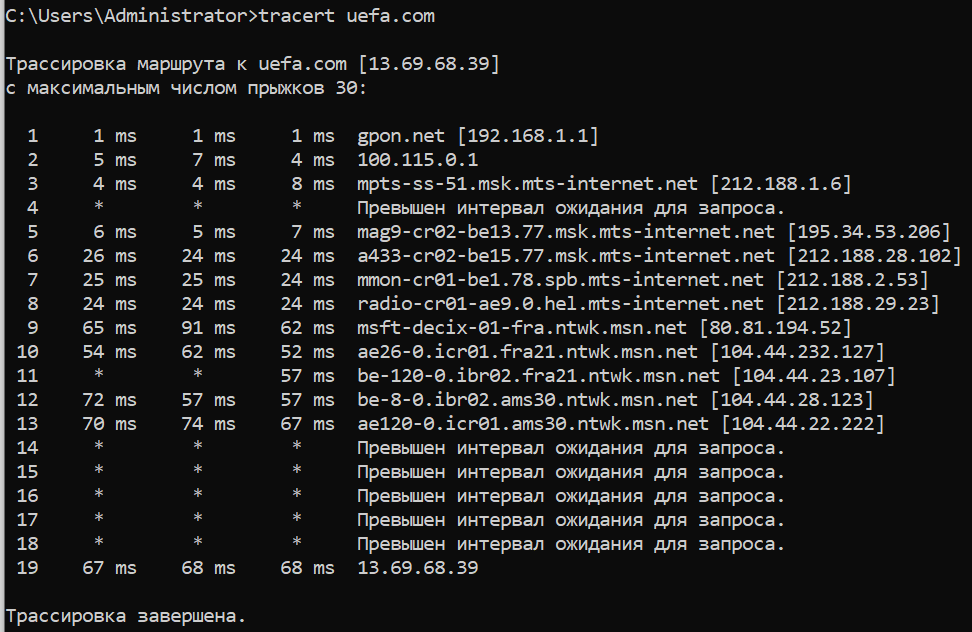 C:\Users\Administrator>tracert uefa.com
Трассировка маршрута к uefa.com [13.69.68.39]
с максимальным числом прыжков 30:
1 1 ms 1 ms 1 ms gpon.net [192.168.1.1]
2 5 ms 7 ms 4 ms 100.115.0.1
3 4 ms 4 ms 8 ms mpts-ss-51.msk.mts-internet.net [212.188.1.6]
4 * * * Превышен интервал ожидания для запроса.
5 6 ms 5 ms 7 ms mag9-cr02-be13.77.msk.mts-internet.net [195.34.53.206]
6 26 ms 24 ms 24 ms a433-cr02-be15.77.msk.mts-internet.net [212.188.28.102]
7 25 ms 25 ms 24 ms mmon-cr01-be1.78.spb.mts-internet.net [212.188.2.53]
8 24 ms 24 ms 24 ms radio-cr01-ae9.0.hel.mts-internet.net [212.188.29.23]
9 65 ms 91 ms 62 ms msft-decix-01-fra.ntwk.msn.net [80.81.194.52]
10 54 ms 62 ms 52 ms ae26-0.icr01.fra21.ntwk.msn.net [104.44.232.127]
11 * * 57 ms be-120-0.ibr02.fra21.ntwk.msn.net [104.44.23.107]
12 72 ms 57 ms 57 ms be-8-0.ibr02.ams30.ntwk.msn.net [104.44.28.123]
13 70 ms 74 ms 67 ms ae120-0.icr01.ams30.ntwk.msn.net [104.44.22.222]
14 * * * Превышен интервал ожидания для запроса.
15 * * * Превышен интервал ожидания для запроса.
16 * * * Превышен интервал ожидания для запроса.
17 * * * Превышен интервал ожидания для запроса.
18 * * * Превышен интервал ожидания для запроса.
19 67 ms 68 ms 68 ms 13.69.68.39
Трассировка завершена.